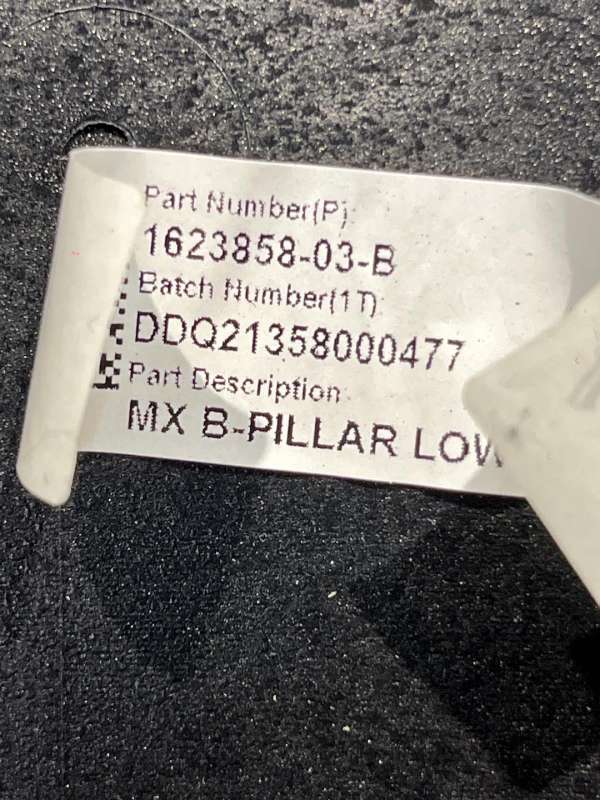 Part Number(P):
1623858-03-B
Batch Number(1T)
DDQ21358000477
Part Description:
MX B-PILLAR LOW